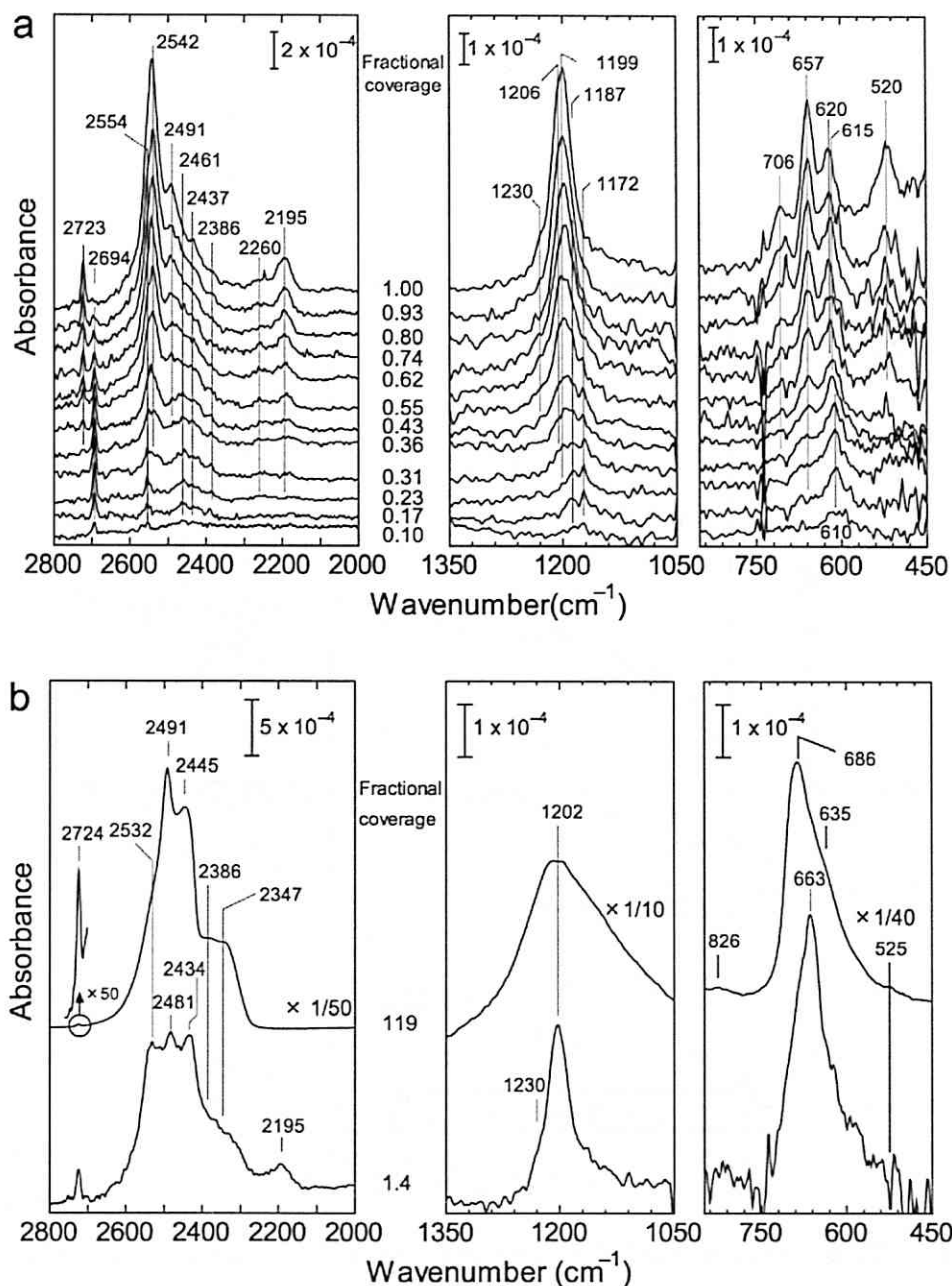 a
2542
2 x 10⁻⁴
Fractional
coverage
1 x 10⁻⁴
1199
1206
1187
1 x 10⁻⁴
657
620
520
615
706
2554
2491
2461
2437
2386
2195
2260
2723
2694
1230
1172
Absorbance
1.00
0.93
0.80
0.74
0.62
0.55
0.43
0.36
0.31
0.23
0.17
0.10
610
2800 2600 2400 2200 2000
1350 1200 1050
750 600 450
Wavenumber(cm⁻¹)
b
5 x 10⁻⁴
1 x 10⁻⁴
1 x 10⁻⁴
2491
2445
Fractional
coverage
686
2724
2532
2386
2347
1202
635
663
× 1/10
× 1/40
826
525
2434
2481
× 50
× 1/50
119
Absorbance
1230
2195
1.4
2800 2600 2400 2200 2000
1350 1200 1050
750 600 450
Wavenumber (cm⁻¹)